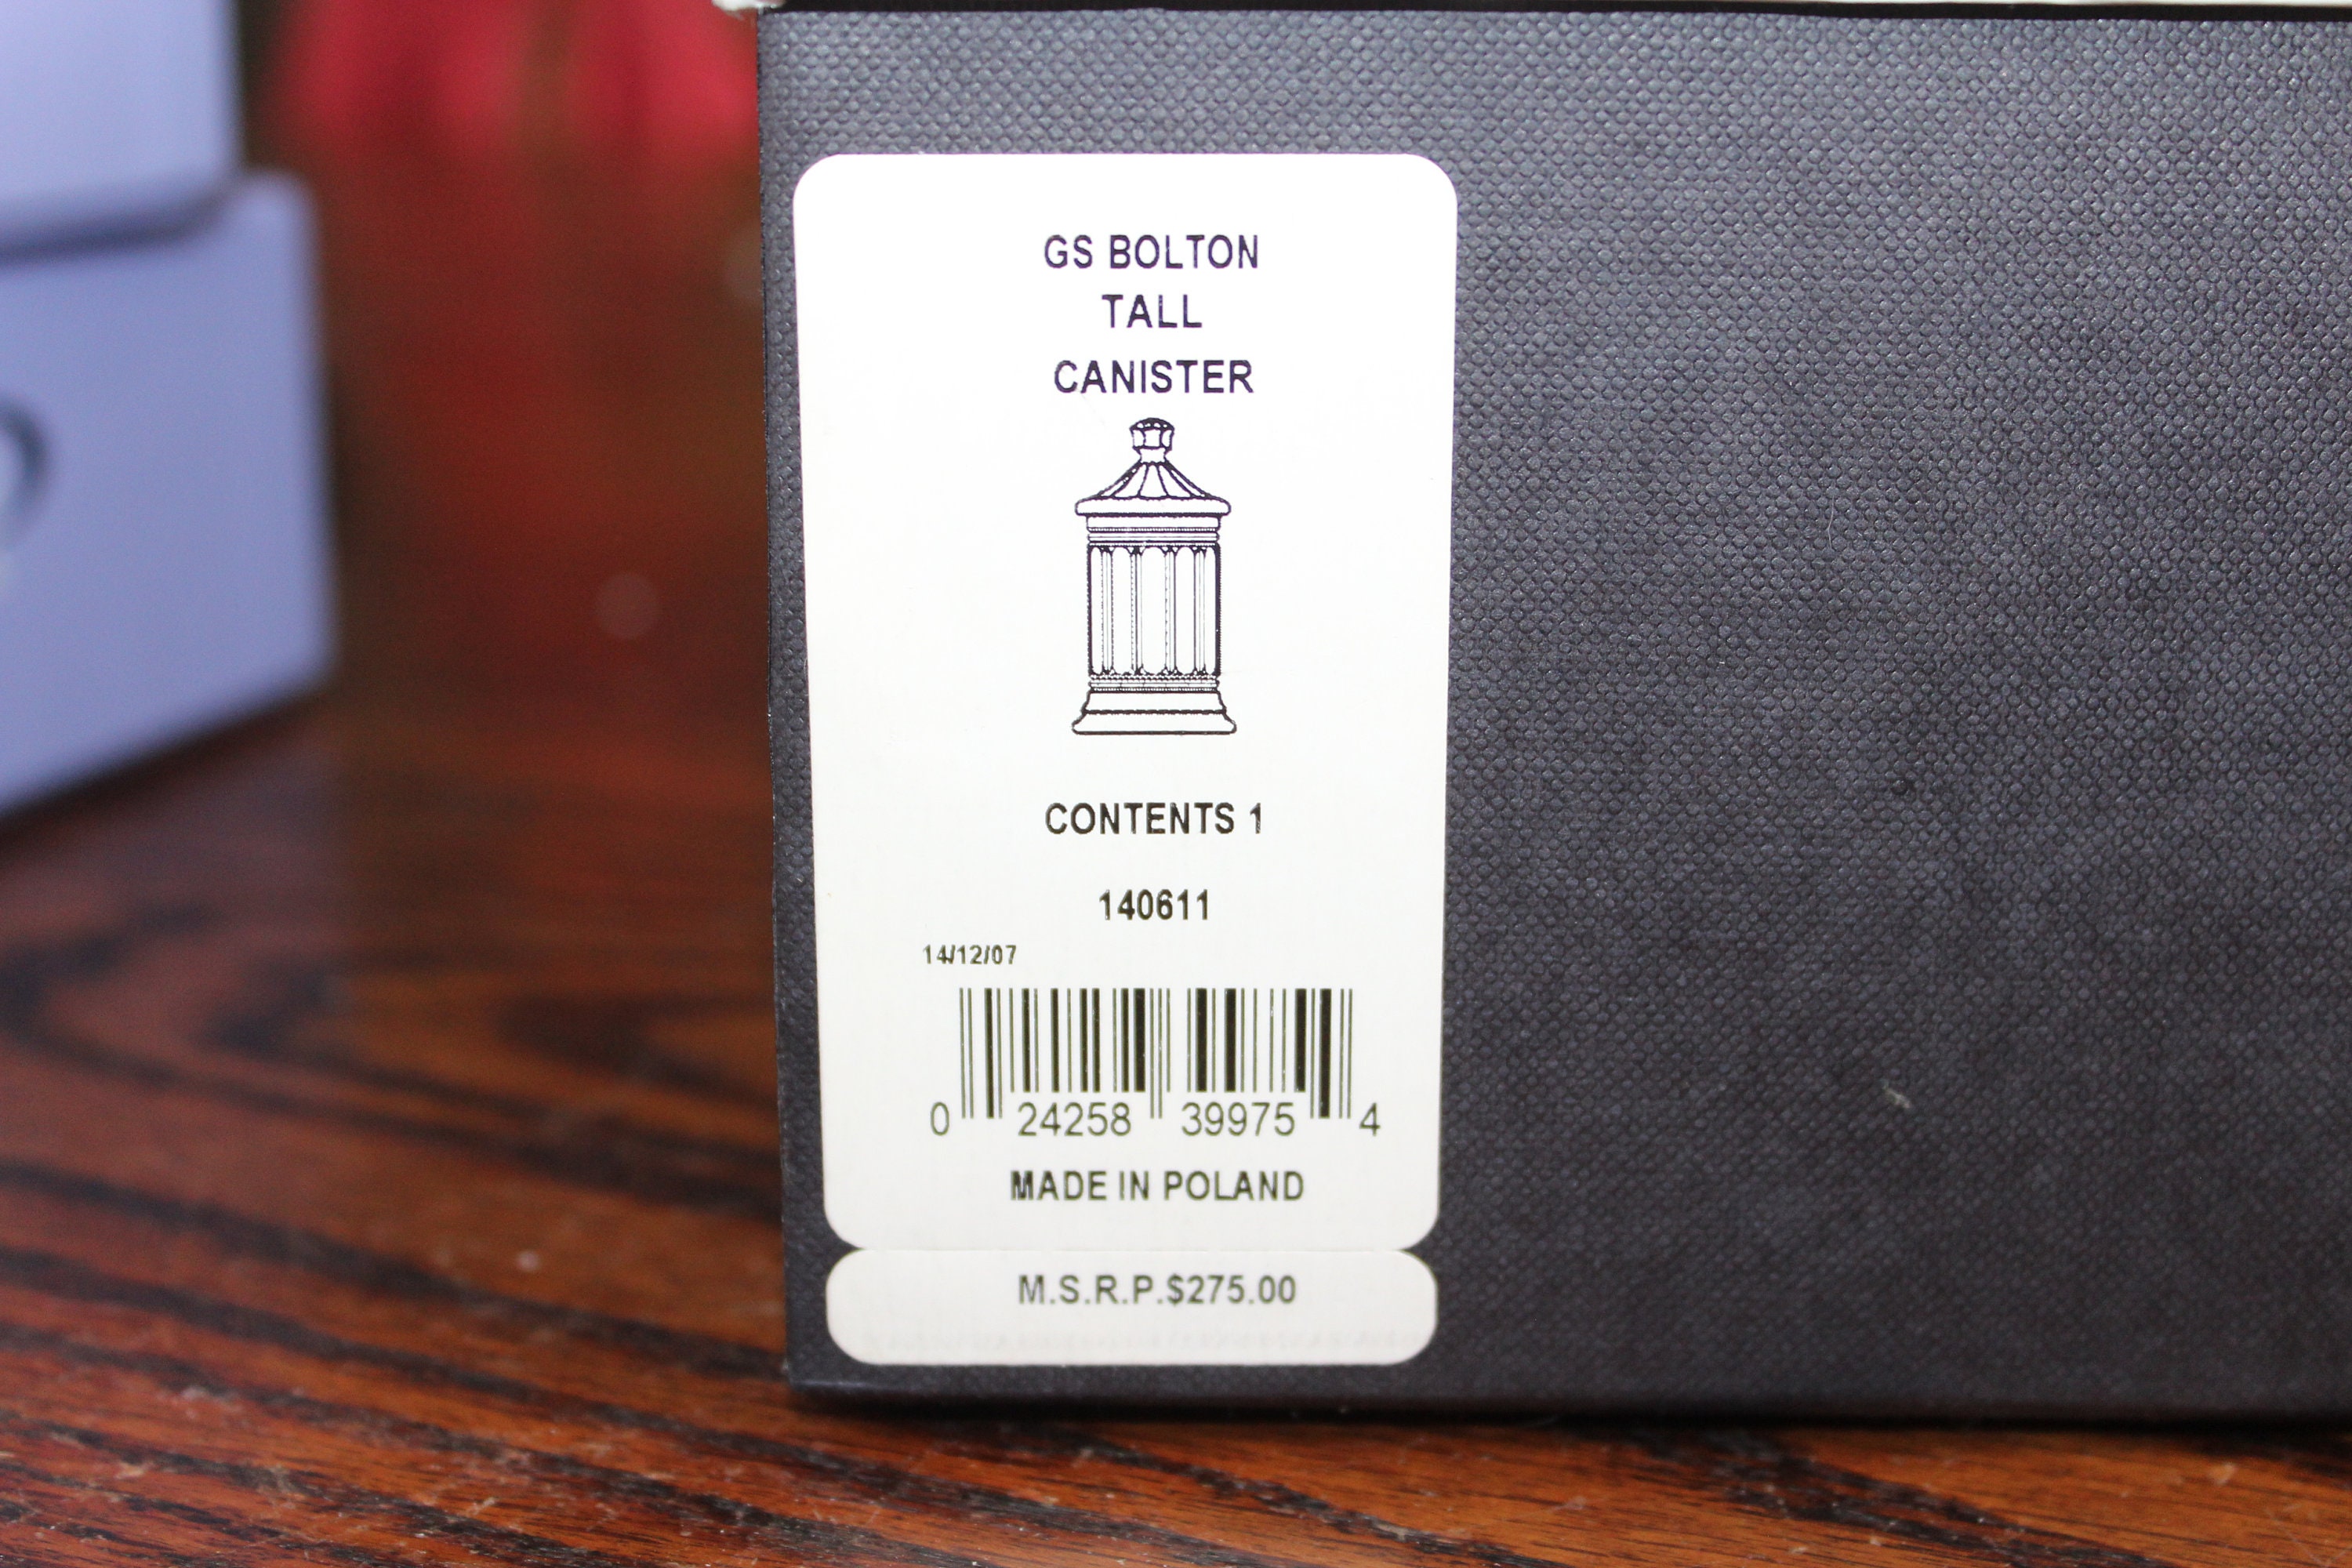 GS BOLTON
TALL
CANISTER
CONTENTS 1
140611
14/12/07
0 24258 39975 4
MADE IN POLAND
M.S.R.P.$275.00